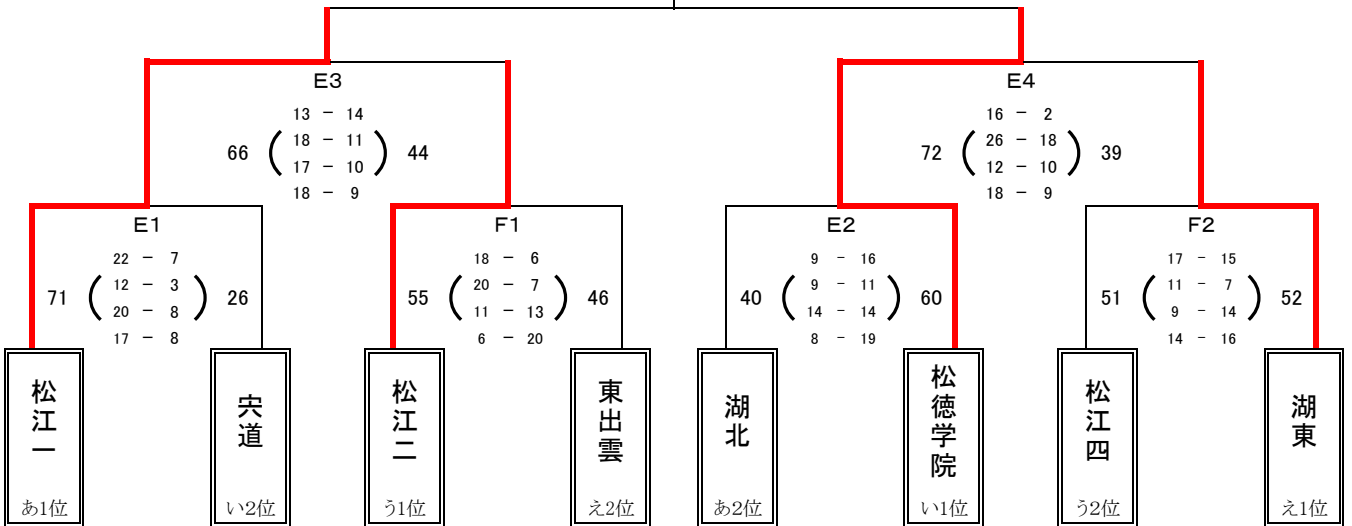 E3
13 - 14
66 ( 18 - 11 ) 44
17 - 10
18 - 9
E4
16 - 2
72 ( 26 - 18 ) 39
12 - 10
18 - 9
E1
22 - 7
71 ( 12 - 3 ) 26
20 - 8
17 - 8
F1
18 - 6
55 ( 20 - 7 ) 46
11 - 13
6 - 20
E2
9 - 16
40 ( 9 - 11 ) 60
14 - 14
8 - 19
F2
17 - 15
51 ( 11 - 7 ) 52
9 - 14
14 - 16
松江一
あ1位
宍道
い2位
松江二
う1位
東出雲
え2位
湖北
あ2位
松徳学院
い1位
松江四
う2位
湖東
え1位